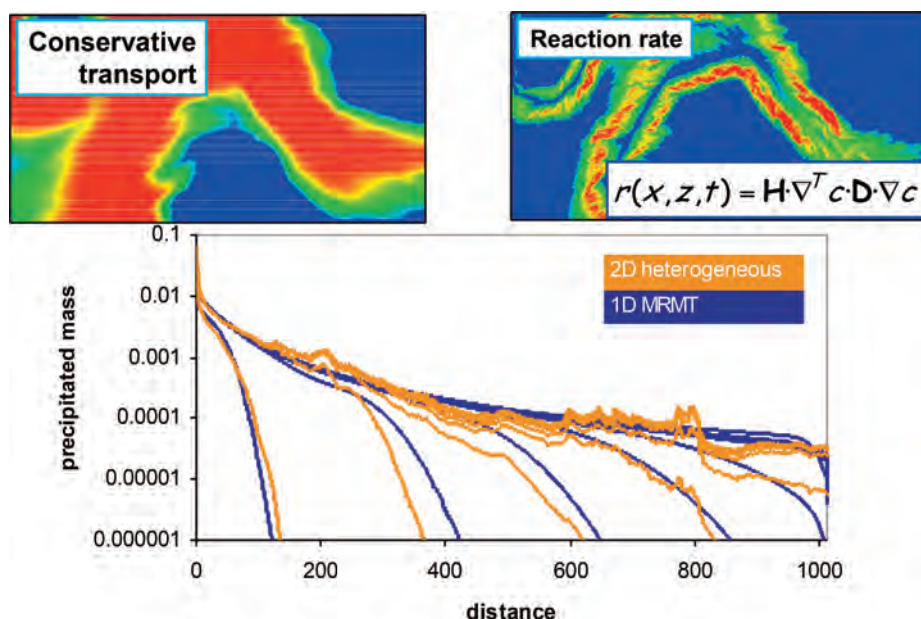 Conservative
transport
Reaction rate
r(x,z,t) = H·∇ᵀc·D·∇c
0.1
0.01
0.001
0.0001
0.00001
0.000001
precipitated mass
2D heterogeneous
1D MRMT
0 200 400 600 800 1000
distance